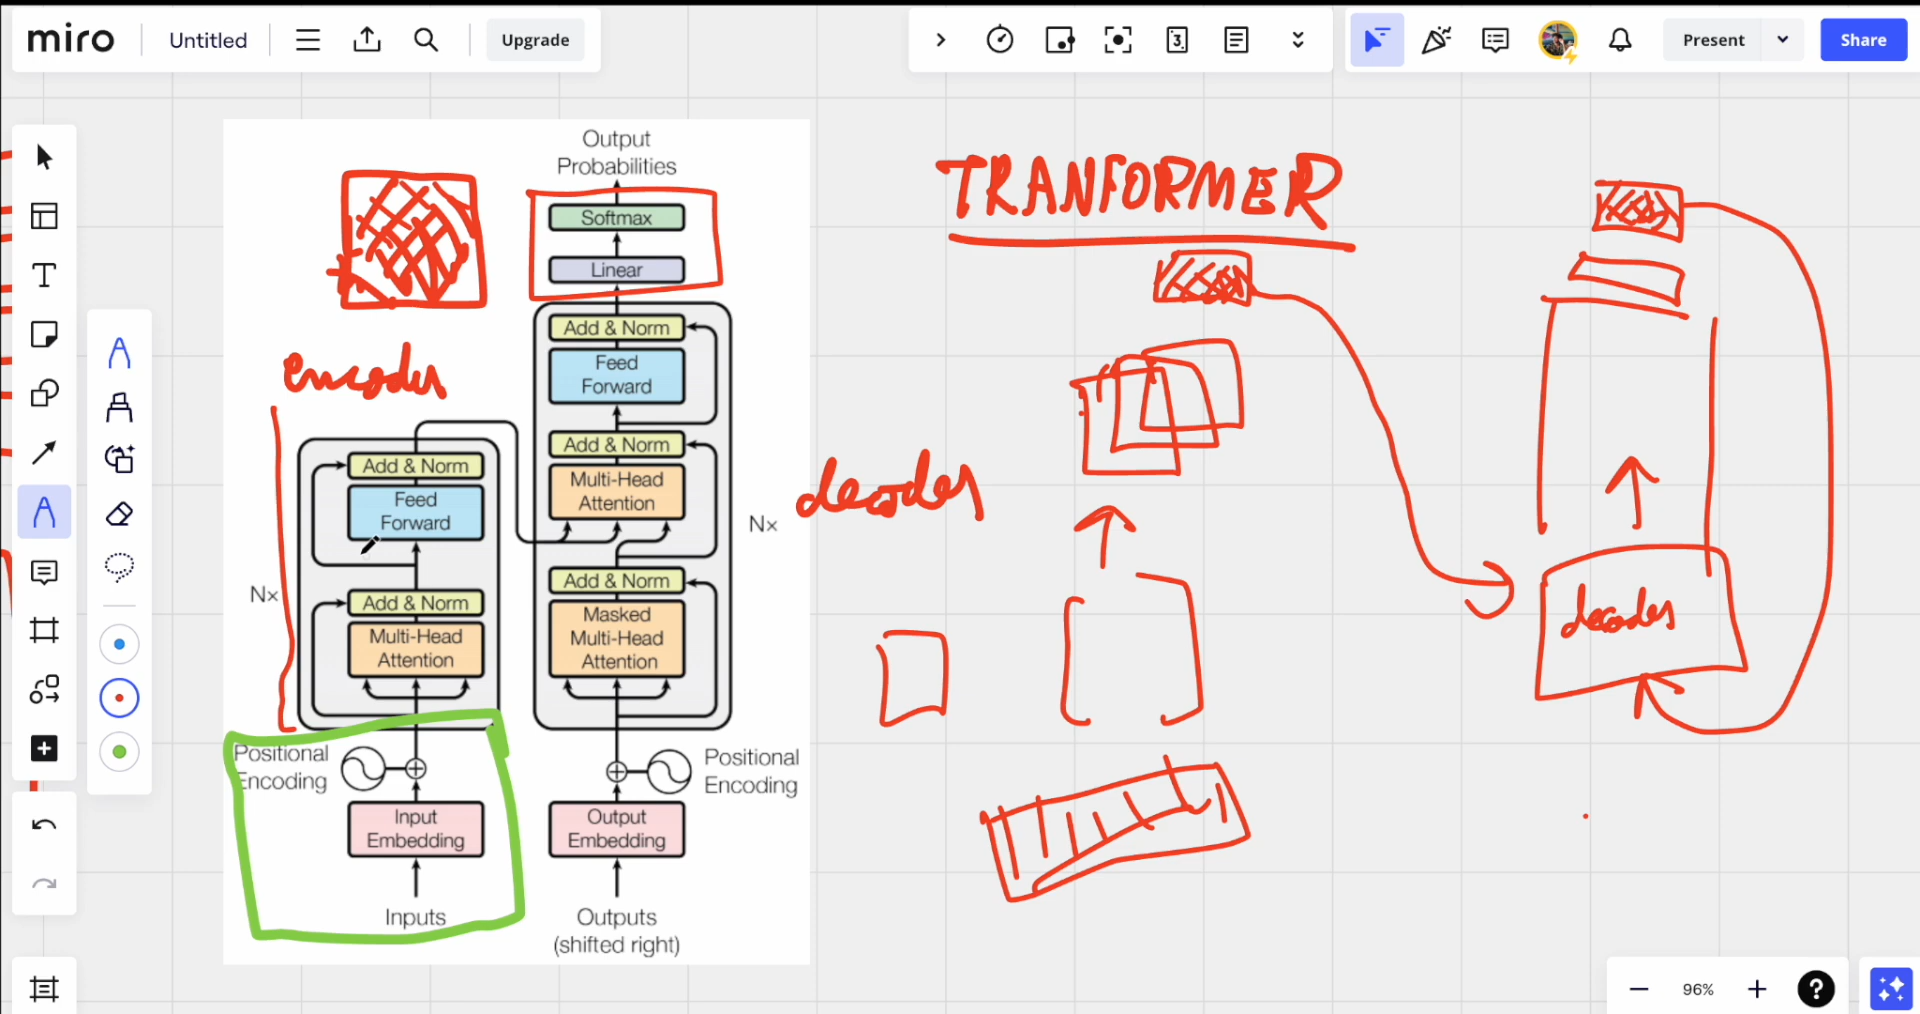 miro
Untitled
Upgrade
3
Present
Share
Output
Probabilities
Softmax
Linear
Add & Norm
Feed
Forward
Add & Norm
Multi-Head
Attention
Nx
Add & Norm
Masked
Multi-Head
Attention
encoder
Add & Norm
Feed
Forward
Nx
Add & Norm
Multi-Head
Attention
Positional
Encoding
Input
Embedding
Inputs
Positional
Encoding
Output
Embedding
Outputs
(shifted right)
TRANFORMER
decoder
decoder
96%
?